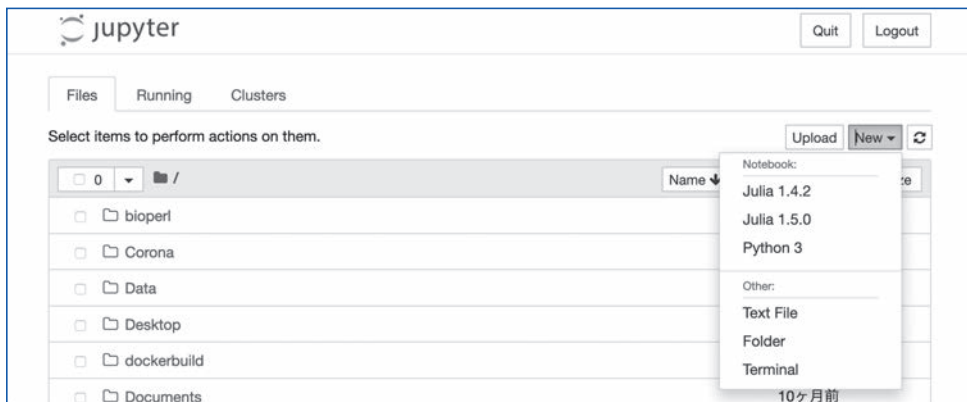 jupyter
Quit Logout
Files Running Clusters
Select items to perform actions on them.
Upload New
0 / Name
bioperl
Corona
Data
Desktop
dockerbuild
Documents 10ヶ月前
Notebook:
Julia 1.4.2
Julia 1.5.0
Python 3
Other:
Text File
Folder
Terminal